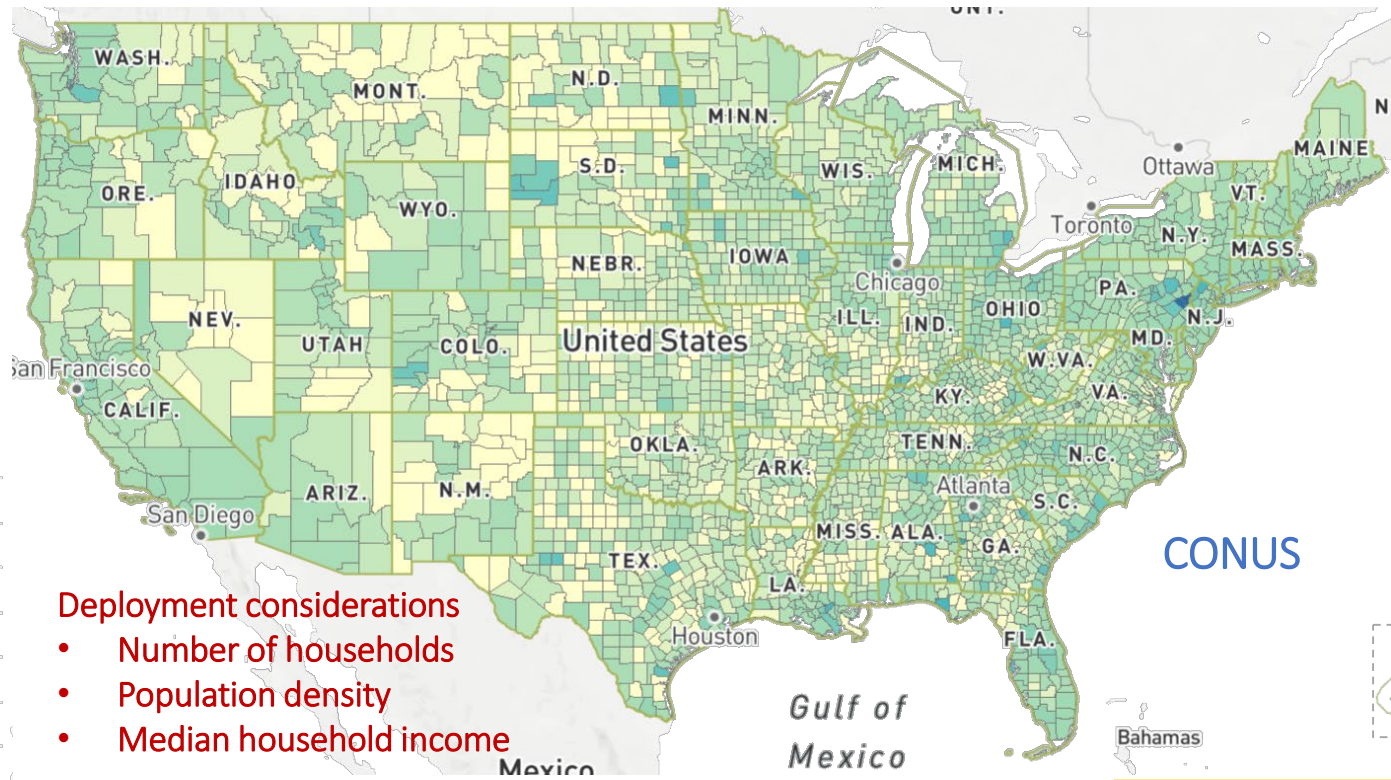 ONT.
WASH.
MONT.
N.D.
MINN.
N
MAINE
Ottawa
WIS.
MICH.
S.D.
IDAHO
ORE.
WYO.
VT.
Toronto
N.Y.
MASS.
IOWA
NEBR.
Chicago
PA.
NEV.
ILL.
IND.
OHIO
N.J.
UTAH
COLO.
United States
MD.
W.VA.
San Francisco
CALIF.
KY.
VA.
OKLA.
TENN.
N.C.
ARK.
ARIZ.
N.M.
Atlanta
S.C.
San Diego
MISS.
ALA.
GA.
TEX.
CONUS
LA.
Deployment considerations
• Number of households
• Population density
• Median household income
Houston
FLA.
Gulf of
Mexico
Bahamas
Mexico